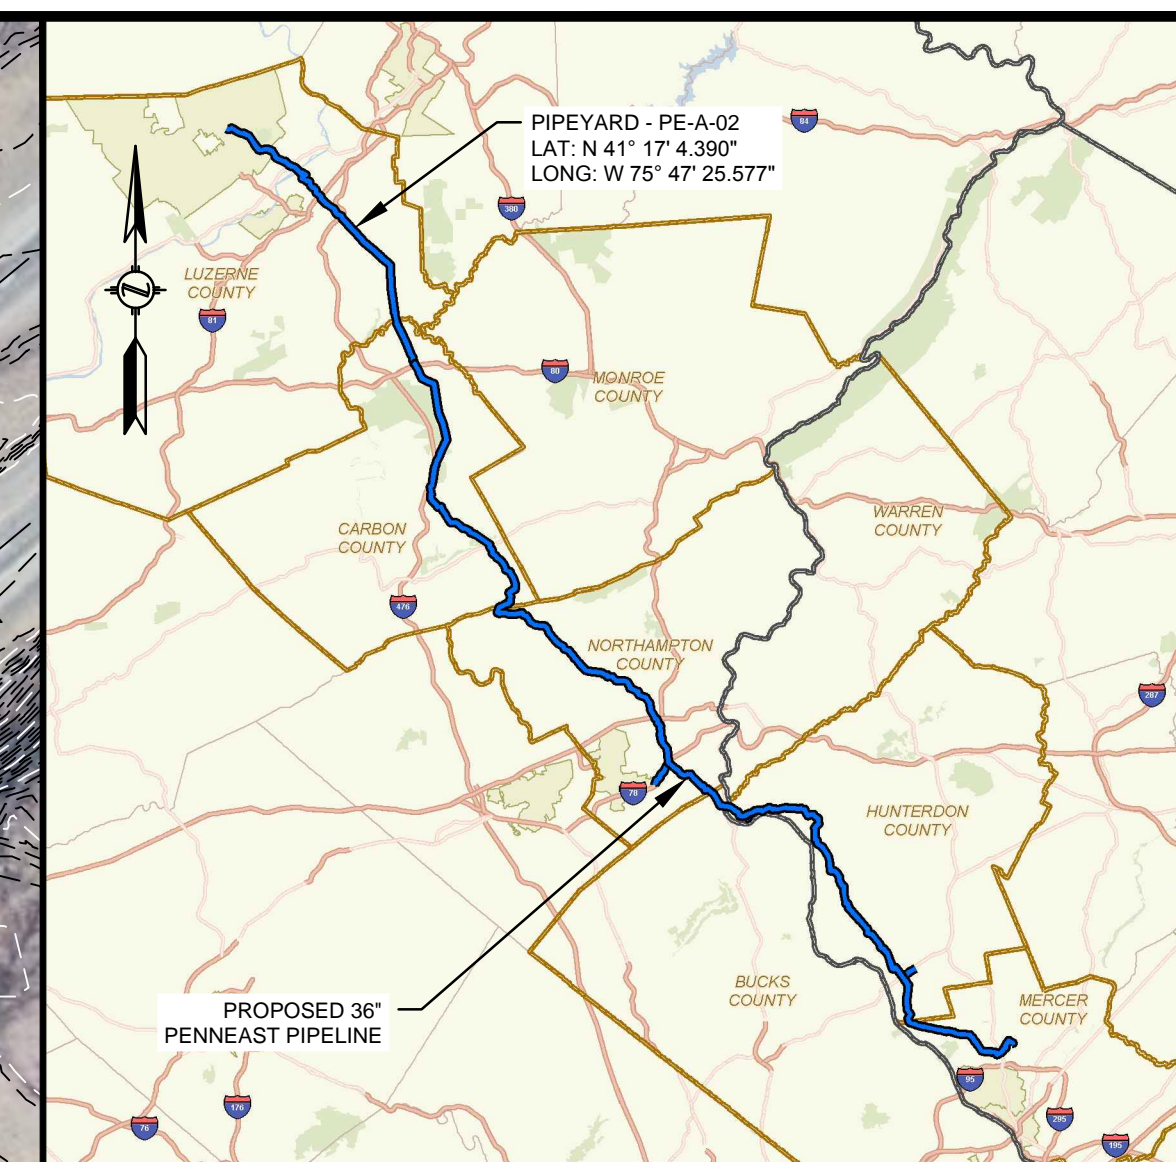 PIPEYARD - PE-A-02
LAT: N 41° 17' 4.390"
LONG: W 75° 47' 25.577"
84
380
LUZERNE
COUNTY
81
80
MONROE
COUNTY
CARBON
COUNTY
WARREN
COUNTY
476
NORTHAMPTON
COUNTY
287
78
HUNTERDON
COUNTY
BUCKS
COUNTY
MERCER
COUNTY
PROPOSED 36"
PENNEAST PIPELINE
95
176
76
295
195
N